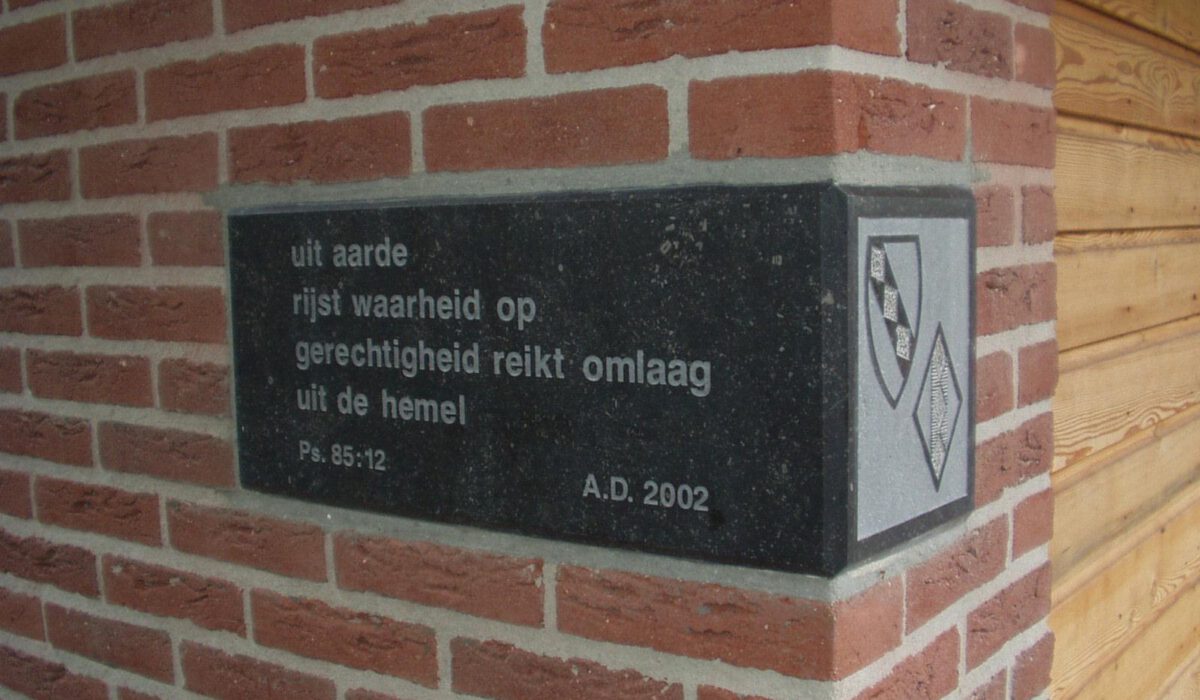 uit aarde
rijst waarheid op
gerechtigheid reikt omlaag
uit de hemel
Ps. 85:12
A.D. 2002